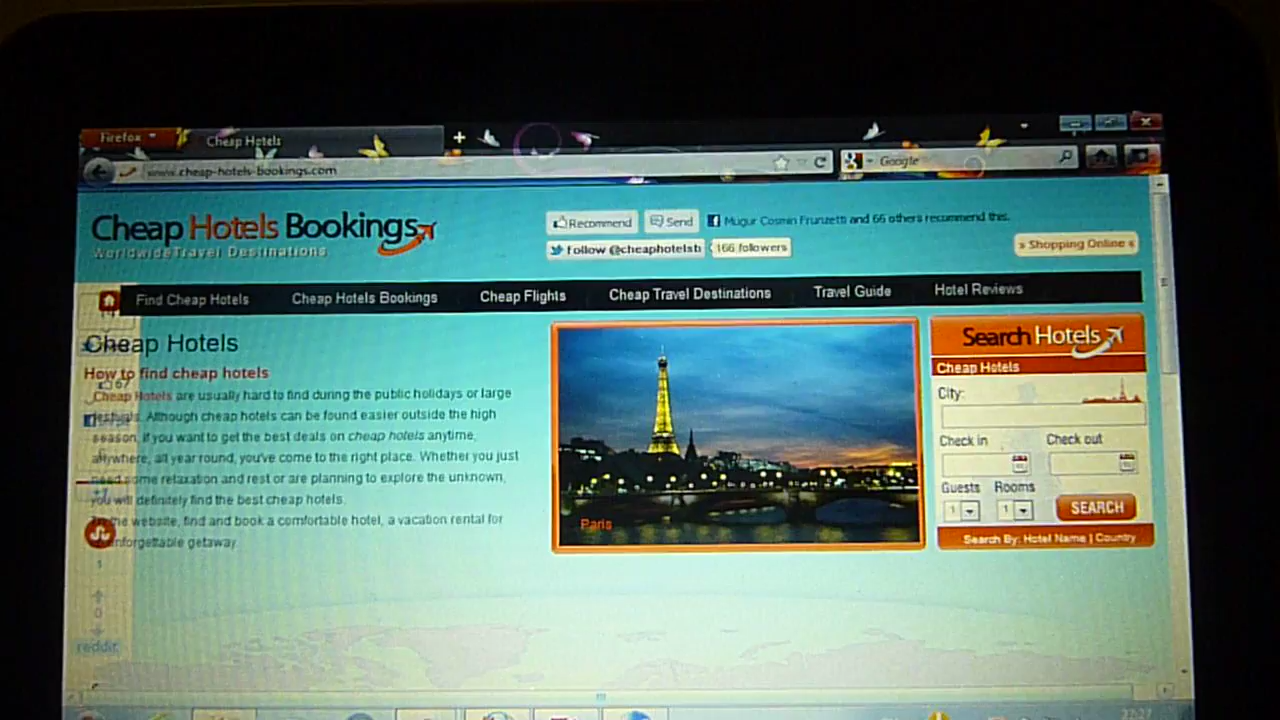 Firefox
Cheap Hotels
www.cheap-hotels-bookings.com
Google
Cheap Hotels Bookings
Worldwide Travel Destinations
Recommend
Send
Mugur Cosmin Frunzetti and 66 others recommend this.
Follow @cheaphotelsb
166 followers
» Shopping Online «
Find Cheap Hotels
Cheap Hotels Bookings
Cheap Flights
Cheap Travel Destinations
Travel Guide
Hotel Reviews
Cheap Hotels
How to find cheap hotels
Cheap Hotels are usually hard to find during the public holidays or large
festivals. Although cheap hotels can be found easier outside the high
season, if you want to get the best deals on cheap hotels anytime,
anywhere, all year round, you've come to the right place. Whether you just
need some relaxation and rest or are planning to explore the unknown,
you will definitely find the best cheap hotels.
the website, find and book a comfortable hotel, a vacation rental for
unforgettable getaway.
67
1
0
reddit
Paris
Search Hotels
Cheap Hotels
City:
Check in
Check out
Guests
Rooms
1
1
SEARCH
Search By: Hotel Name | Country
22:27